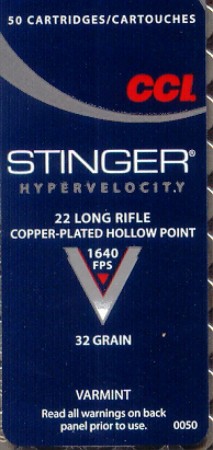 50 CARTRIDGES/CARTOUCHES
CCI.
STINGER®
HYPERVELOCITY
22 LONG RIFLE
COPPER-PLATED HOLLOW POINT
1640
FPS
32 GRAIN
VARMINT
Read all warnings on back
panel prior to use.
0050